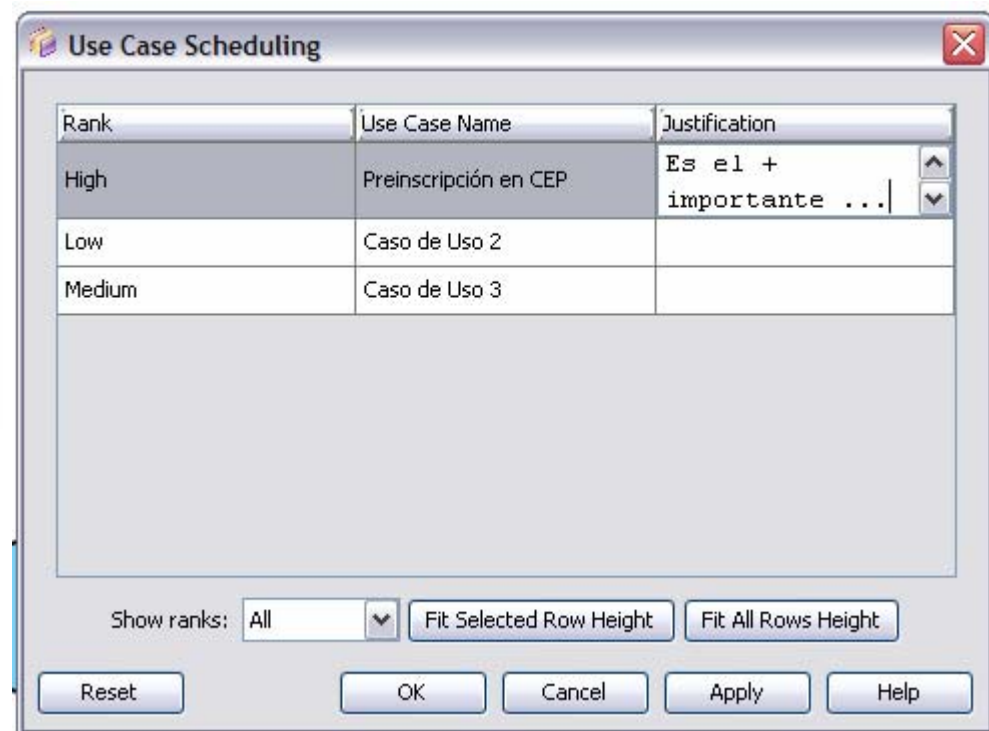 Use Case Scheduling
Rank Use Case Name Justification
High Preinscripción en CEP Es el +
importante ...
Low Caso de Uso 2
Medium Caso de Uso 3
Show ranks: All Fit Selected Row Height Fit All Rows Height
Reset OK Cancel Apply Help